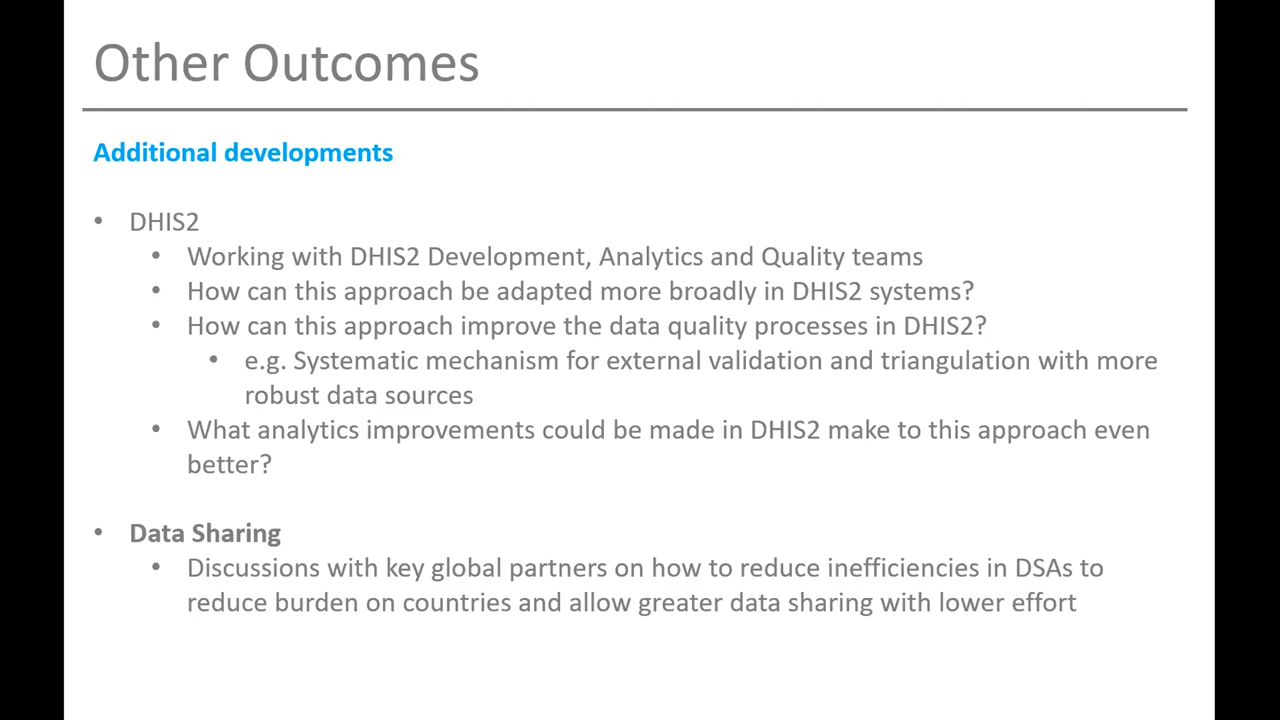 Other Outcomes
Additional developments
• DHIS2
• Working with DHIS2 Development, Analytics and Quality teams
• How can this approach be adapted more broadly in DHIS2 systems?
• How can this approach improve the data quality processes in DHIS2?
• e.g. Systematic mechanism for external validation and triangulation with more
robust data sources
• What analytics improvements could be made in DHIS2 make to this approach even
better?
• Data Sharing
• Discussions with key global partners on how to reduce inefficiencies in DSAs to
reduce burden on countries and allow greater data sharing with lower effort